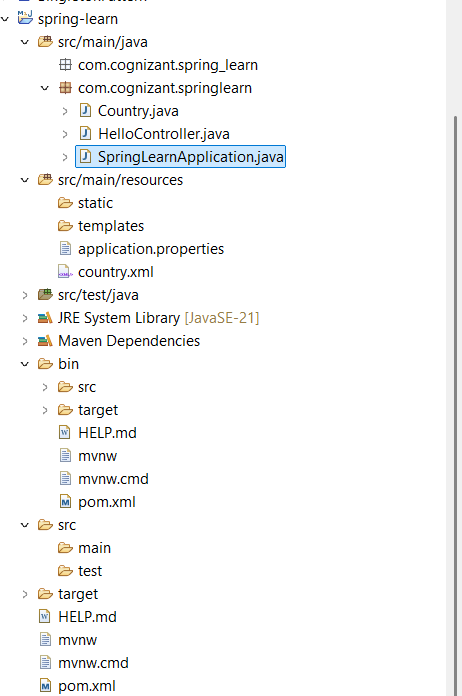 spring-learn
src/main/java
com.cognizant.spring_learn
com.cognizant.springlearn
Country.java
HelloController.java
SpringLearnApplication.java
src/main/resources
static
templates
application.properties
country.xml
src/test/java
JRE System Library [JavaSE-21]
Maven Dependencies
bin
src
target
HELP.md
mvnw
mvnw.cmd
pom.xml
src
main
test
target
HELP.md
mvnw
mvnw.cmd
pom.xml